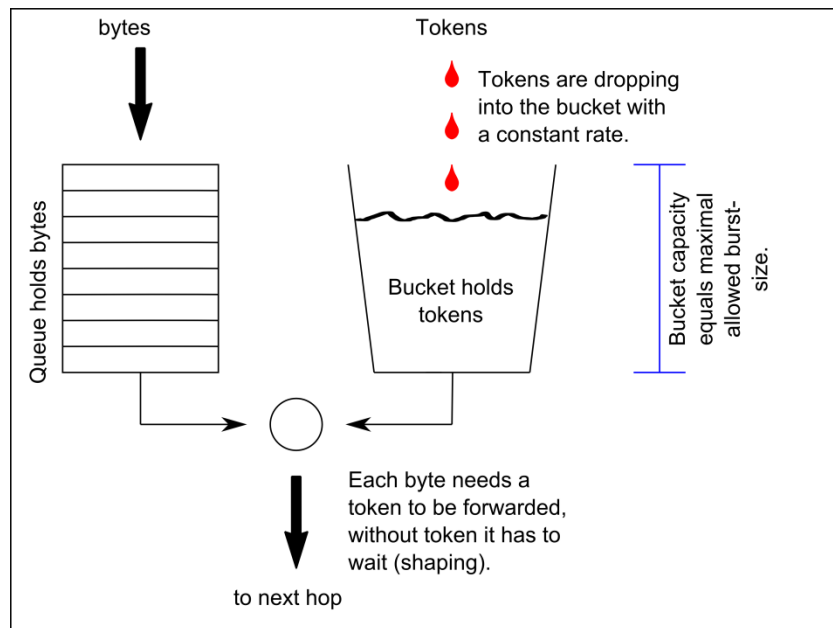 bytes
Tokens
Tokens are dropping
into the bucket with
a constant rate.
Queue holds bytes
Bucket holds
tokens
Bucket capacity
equals maximal
allowed burst-
size.
Each byte needs a
token to be forwarded,
without token it has to
wait (shaping).
to next hop